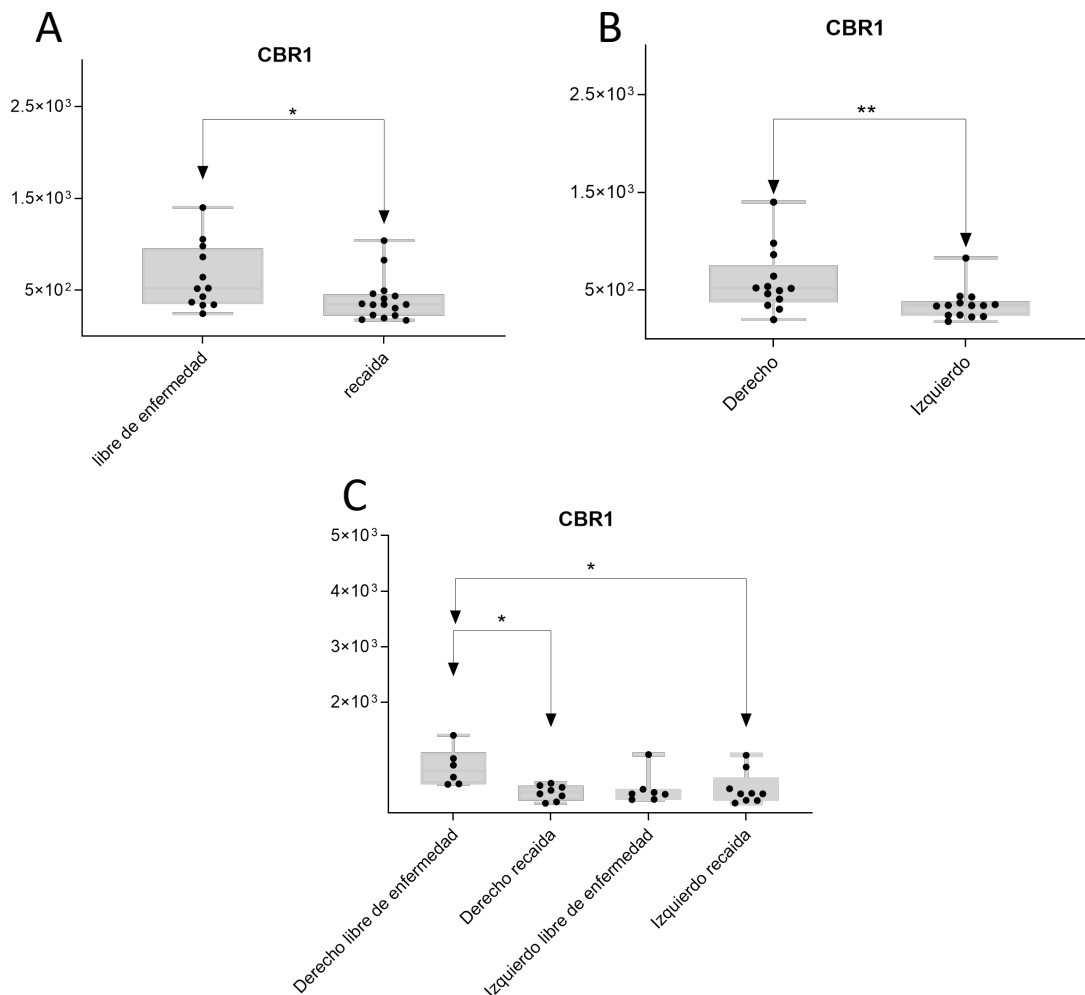 A
CBR1
2.5×10³
1.5×10³
5×10²
*
libre de enfermedad
recaida
B
CBR1
2.5×10³
1.5×10³
5×10²
**
Derecho
Izquierdo
C
CBR1
5×10³
4×10³
3×10³
2×10³
*
*
Derecho libre de enfermedad
Derecho recaida
Izquierdo libre de enfermedad
Izquierdo recaida